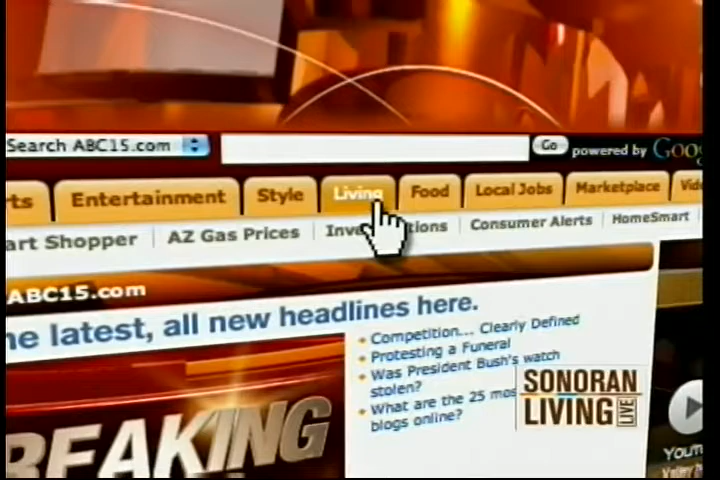 Search ABC15.com
Go
powered by
Entertainment
Style
Living
Food
Local Jobs
Marketplace
art Shopper
AZ Gas Prices
Consumer Alerts
HomeSmart
ABC15.com
he latest, all new headlines here.
Competition... Clearly Defined
Protesting a Funeral
Was President Bush's watch
stolen?
What are the 25 mos
blogs online?
SONORAN
LIVING LIVE
REAKING